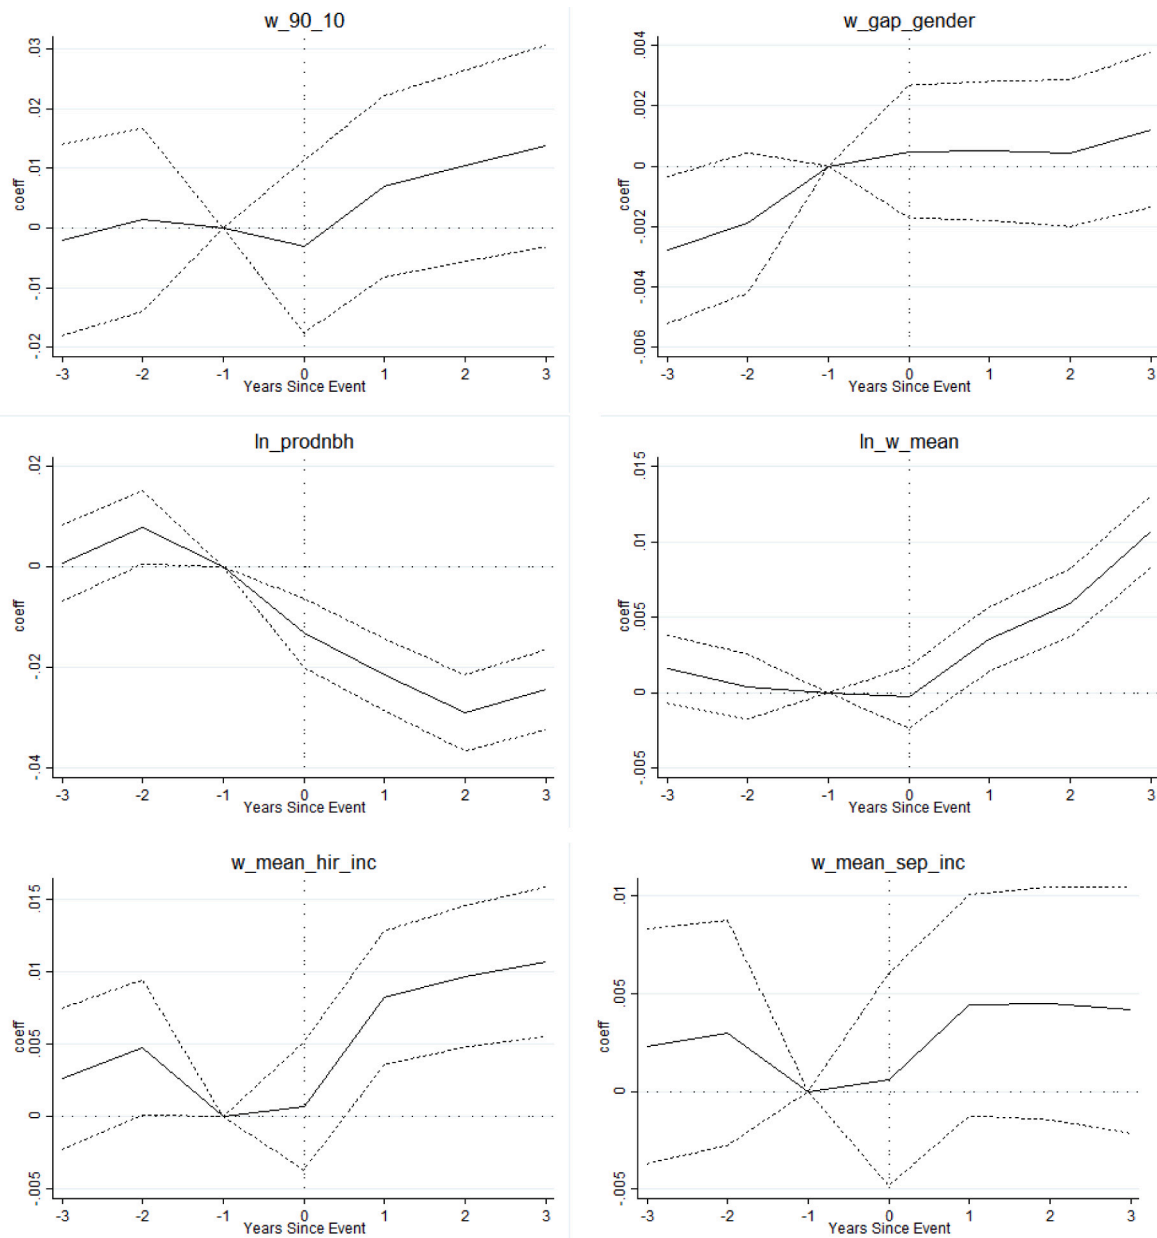 w_90_10
.03
.02
.01
0
-.01
-.02
coeff
-3 -2 -1 0 1 2 3
Years Since Event
w_gap_gender
.004
.002
0
-.002
-.004
-.006
coeff
-3 -2 -1 0 1 2 3
Years Since Event
ln_prodnbh
.02
0
-.02
-.04
coeff
-3 -2 -1 0 1 2 3
Years Since Event
ln_w_mean
.015
.01
.005
0
-.005
coeff
-3 -2 -1 0 1 2 3
Years Since Event
w_mean_hir_inc
.015
.01
.005
0
-.005
coeff
-3 -2 -1 0 1 2 3
Years Since Event
w_mean_sep_inc
.01
.005
0
-.005
coeff
-3 -2 -1 0 1 2 3
Years Since Event